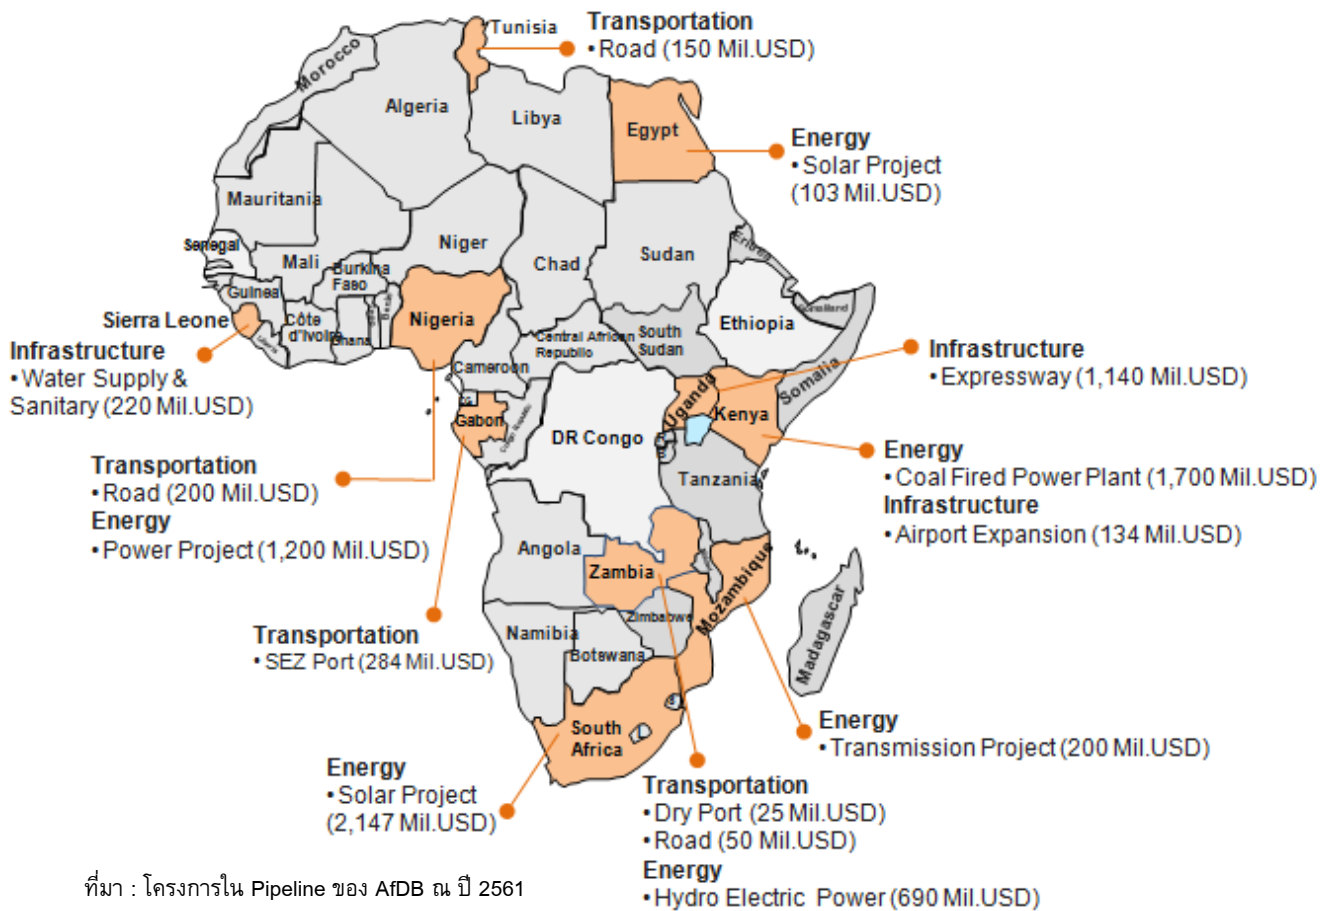 Transportation
• Road (150 Mil.USD)
Tunisia
Morocco
Algeria
Libya
Egypt
Energy
• Solar Project
(103 Mil.USD)
Mauritania
Senegal
Mali
Niger
Chad
Sudan
Eritrea
Burkina
Faso
Guinea
Sierra Leone
Côte
d'Ivoire
Ghana
Togo
Benin
Liberia
Nigeria
Ethiopia
Somaliland
Somalia
South
Sudan
Central African
Republic
Cameroon
Infrastructure
• Water Supply &
Sanitary (220 Mil.USD)
Infrastructure
• Expressway (1,140 Mil.USD)
Uganda
Kenya
Gabon
Congo Republic
DR Congo
Energy
• Coal Fired Power Plant (1,700 Mil.USD)
Infrastructure
• Airport Expansion (134 Mil.USD)
Transportation
• Road (200 Mil.USD)
Energy
• Power Project (1,200 Mil.USD)
Tanzania
Angola
Zambia
Mozambique
Zimbabwe
Madagascar
Transportation
• SEZ Port (284 Mil.USD)
Namibia
Botswana
South
Africa
L
Energy
• Transmission Project (200 Mil.USD)
Energy
• Solar Project
(2,147 Mil.USD)
Transportation
• Dry Port (25 Mil.USD)
• Road (50 Mil.USD)
Energy
• Hydro Electric Power (690 Mil.USD)
ที่มา : โครงการใน Pipeline ของ AfDB ณ ปี 2561